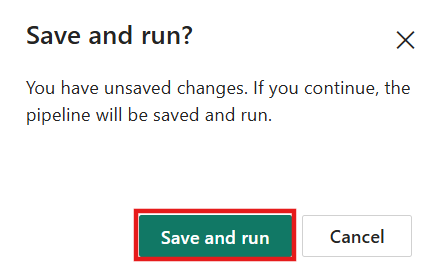 Save and run?
You have unsaved changes. If you continue, the
pipeline will be saved and run.
Save and run
Cancel